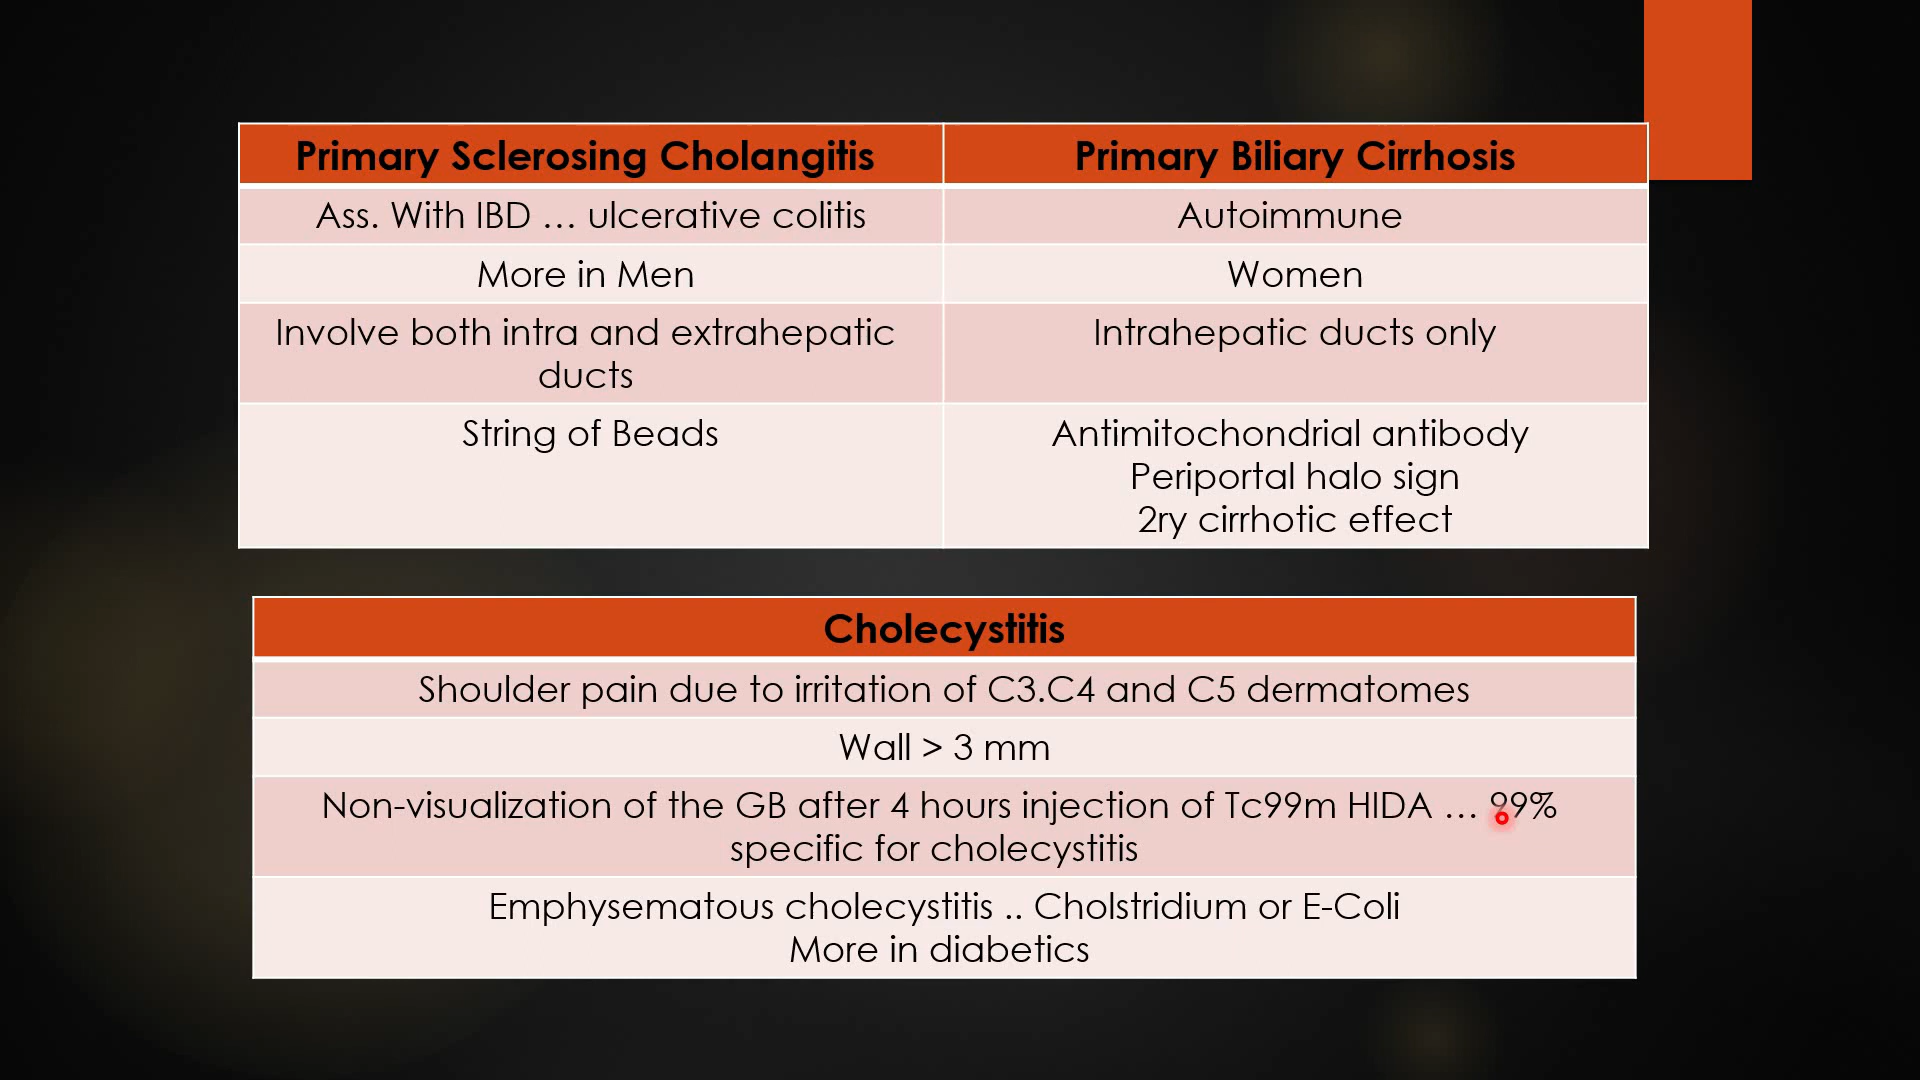 Primary Sclerosing Cholangitis
Primary Biliary Cirrhosis
Ass. With IBD … ulcerative colitis
Autoimmune
More in Men
Women
Involve both intra and extrahepatic
ducts
Intrahepatic ducts only
String of Beads
Antimitochondrial antibody
Periportal halo sign
2ry cirrhotic effect
Cholecystitis
Shoulder pain due to irritation of C3.C4 and C5 dermatomes
Wall > 3 mm
Non-visualization of the GB after 4 hours injection of Tc99m HIDA … 99%
specific for cholecystitis
Emphysematous cholecystitis .. Cholstridium or E-Coli
More in diabetics